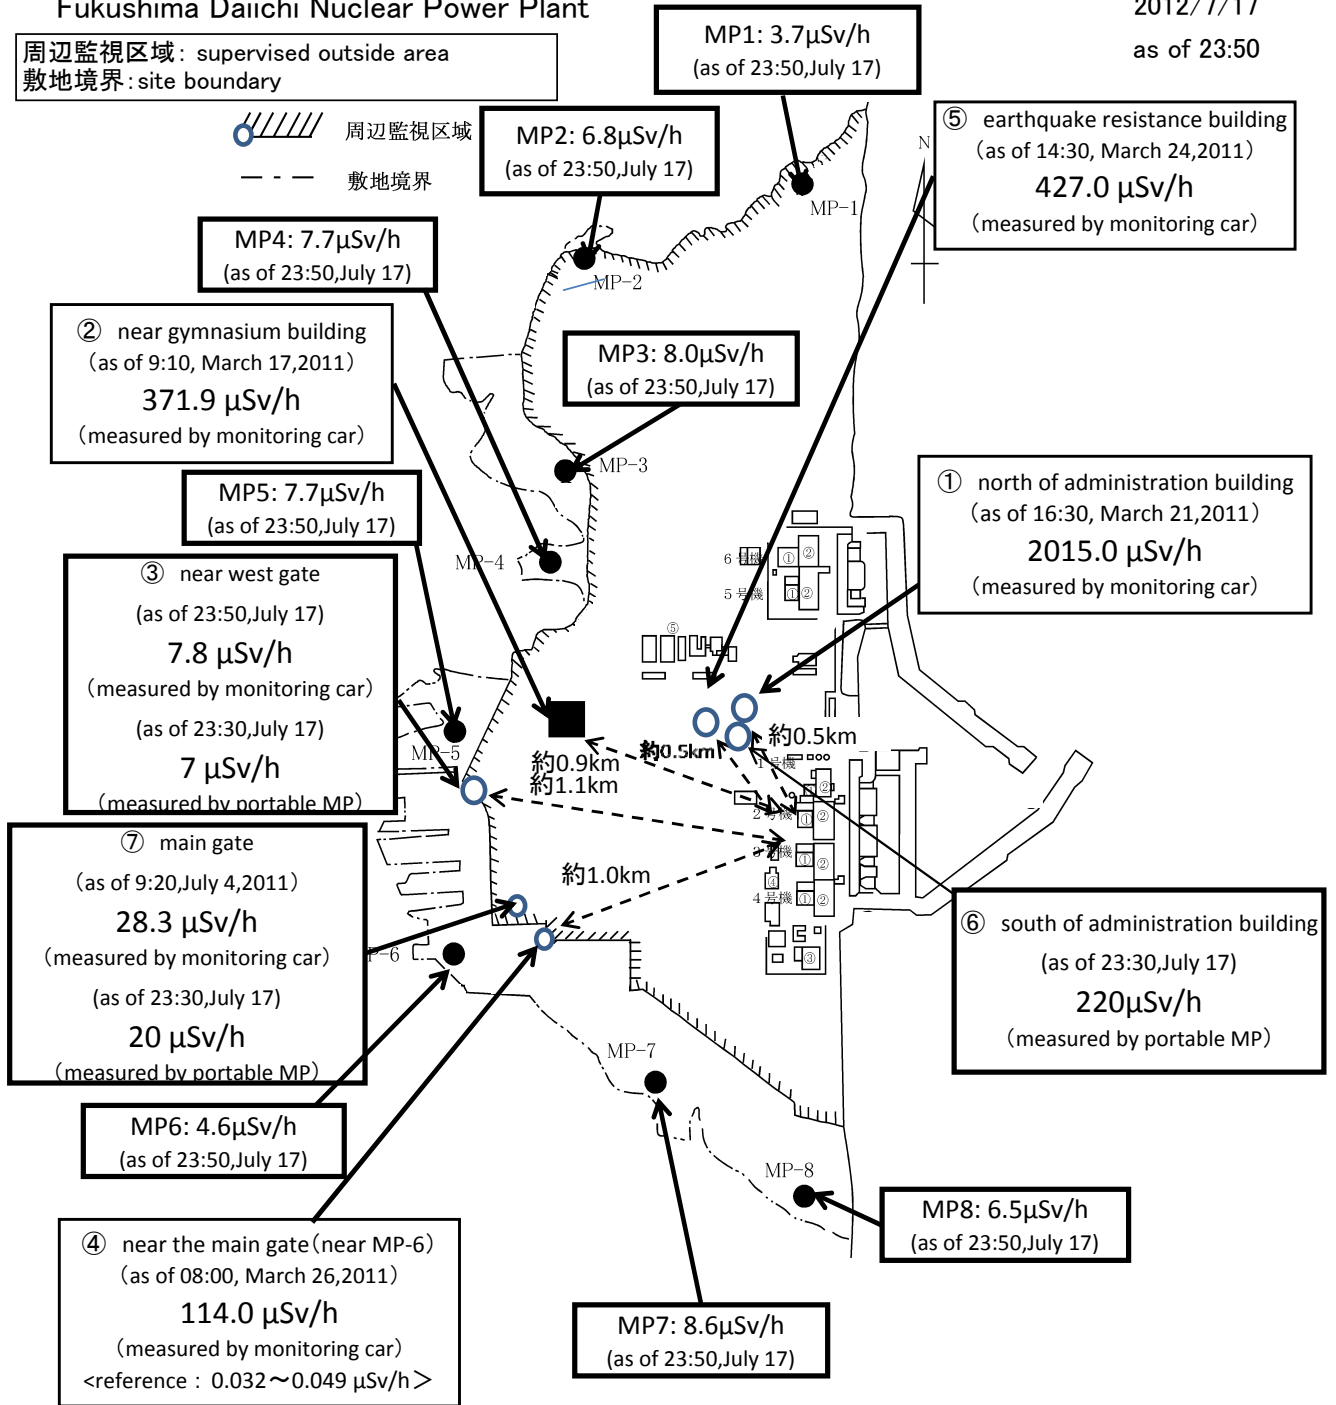 Fukushima Daiichi Nuclear Power Plant
2012/7/17
as of 23:50
周辺監視区域: supervised outside area
敷地境界:site boundary
周辺監視区域
敷地境界
MP1: 3.7µSv/h
(as of 23:50,July 17)
MP2: 6.8µSv/h
(as of 23:50,July 17)
⑤ earthquake resistance building
(as of 14:30, March 24,2011)
427.0 µSv/h
(measured by monitoring car)
N
MP-1
MP4: 7.7µSv/h
(as of 23:50,July 17)
MP-2
② near gymnasium building
(as of 9:10, March 17,2011)
371.9 µSv/h
(measured by monitoring car)
MP3: 8.0µSv/h
(as of 23:50,July 17)
MP-3
MP5: 7.7µSv/h
(as of 23:50,July 17)
① north of administration building
(as of 16:30, March 21,2011)
2015.0 µSv/h
(measured by monitoring car)
MP-4
6号機
① ②
5号機
① ②
③ near west gate
(as of 23:50,July 17)
7.8 µSv/h
(measured by monitoring car)
(as of 23:30,July 17)
7 µSv/h
(measured by portable MP)
⑤
MP-5
約0.9km
約1.1km
約0.5km
約0.5km
1号機
②
2号機
① ②
3号機
① ②
④
4号機
① ②
③
約1.0km
⑦ main gate
(as of 9:20,July 4,2011)
28.3 µSv/h
(measured by monitoring car)
(as of 23:30,July 17)
20 µSv/h
(measured by portable MP)
P-6
⑥ south of administration building
(as of 23:30,July 17)
220µSv/h
(measured by portable MP)
MP-7
MP6: 4.6µSv/h
(as of 23:50,July 17)
MP-8
MP8: 6.5µSv/h
(as of 23:50,July 17)
④ near the main gate(near MP-6)
(as of 08:00, March 26,2011)
114.0 µSv/h
(measured by monitoring car)
<reference : 0.032～0.049 µSv/h＞
MP7: 8.6µSv/h
(as of 23:50,July 17)